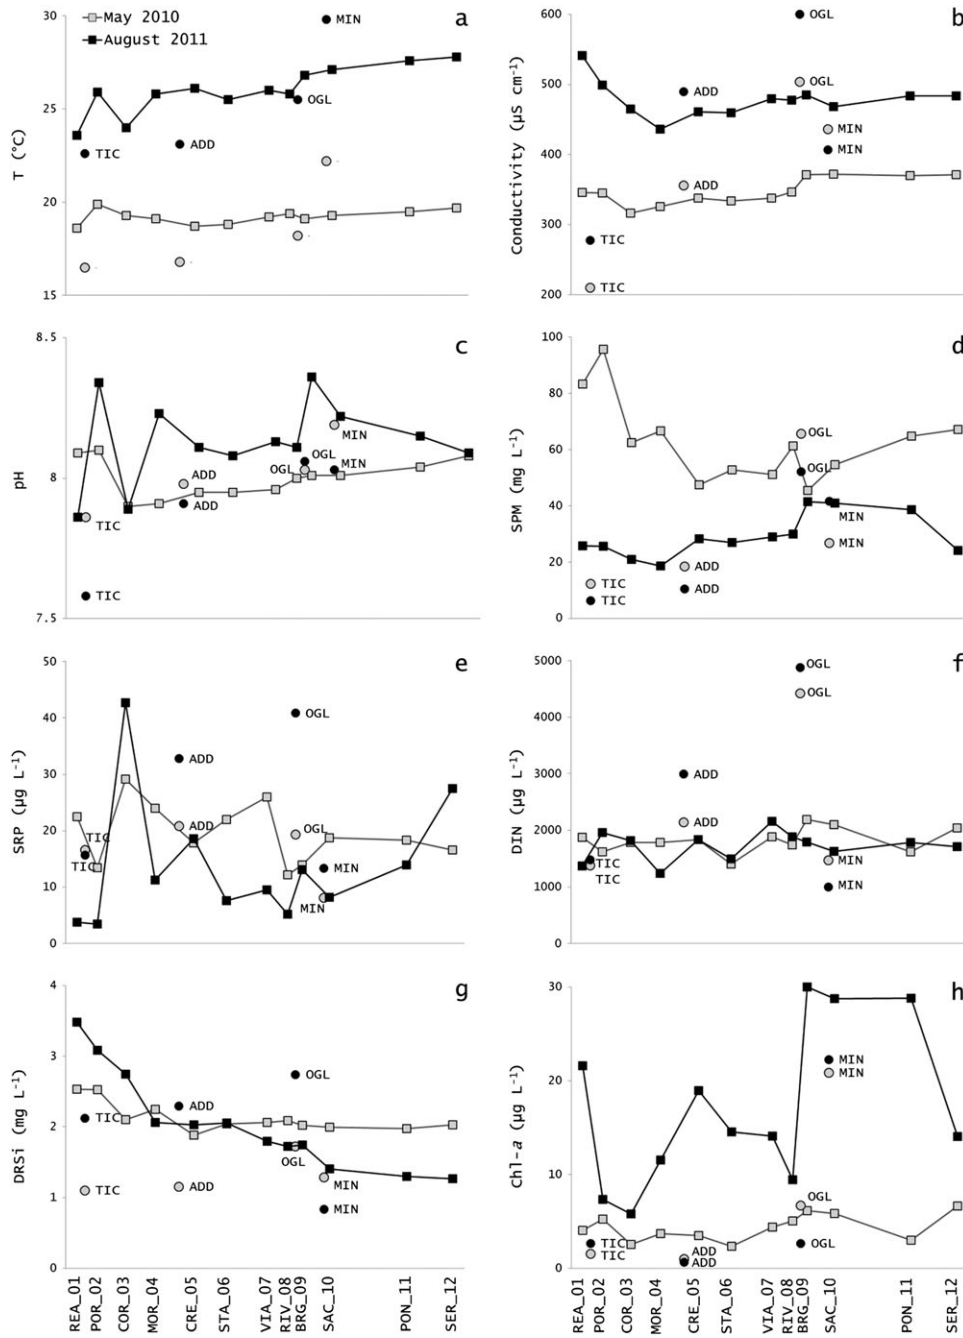 a
May 2010
August 2011
T (°C)
30
25
20
15
MIN
OGL
TIC
ADD
b
Conductivity (µS cm⁻¹)
600
500
400
300
200
OGL
OGL
ADD
MIN
MIN
ADD
TIC
TIC
c
pH
8.5
8
7.5
MIN
OGL
OGL
MIN
ADD
ADD
TIC
TIC
d
SPM (mg L⁻¹)
100
80
60
40
20
0
OGL
OGL
MIN
MIN
ADD
ADD
TIC
TIC
e
SRP (µg L⁻¹)
50
40
30
20
10
0
OGL
ADD
ADD
OGL
TIC
TIC
MIN
MIN
f
DIN (µg L⁻¹)
5000
4000
3000
2000
1000
0
OGL
OGL
ADD
ADD
MIN
TIC
TIC
MIN
g
DRSi (mg L⁻¹)
4
3
2
1
0
OGL
ADD
TIC
OGL
MIN
TIC
ADD
MIN
h
Chl-a (µg L⁻¹)
30
20
10
0
MIN
MIN
OGL
TIC
OGL
TIC
ADD
ADD
REA_01
POR_02
COR_03
MOR_04
CRE_05
STA_06
VIA_07
RIV_08
BRG_09
SAC_10
PON_11
SER_12
REA_01
POR_02
COR_03
MOR_04
CRE_05
STA_06
VIA_07
RIV_08
BRG_09
SAC_10
PON_11
SER_12